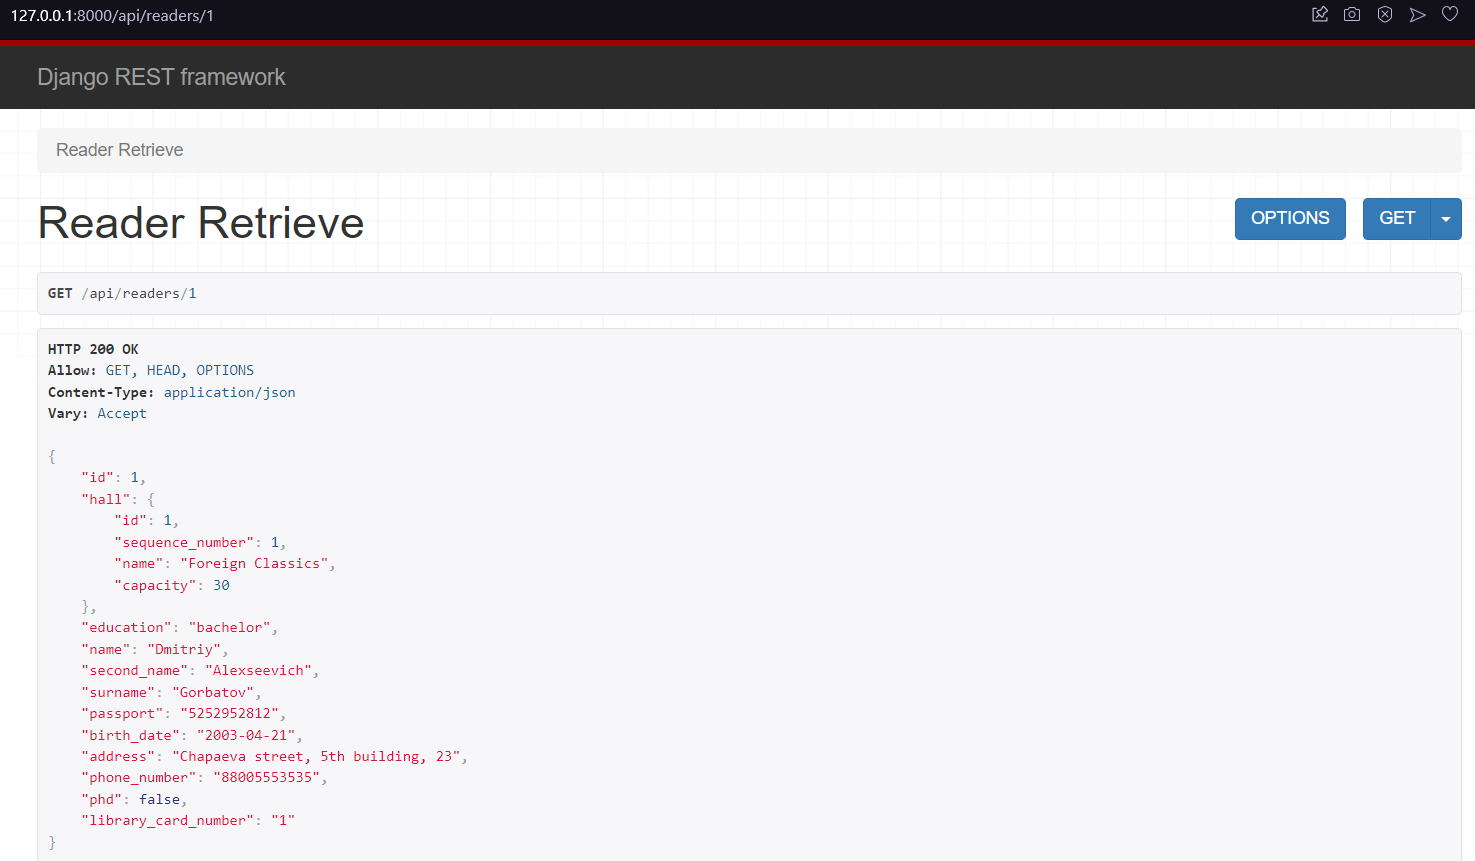 127.0.0.1:8000/api/readers/1
Django REST framework
Reader Retrieve
Reader Retrieve
OPTIONS
GET
GET /api/readers/1
HTTP 200 OK
Allow: GET, HEAD, OPTIONS
Content-Type: application/json
Vary: Accept
{
    "id": 1,
    "hall": {
        "id": 1,
        "sequence_number": 1,
        "name": "Foreign Classics",
        "capacity": 30
    },
    "education": "bachelor",
    "name": "Dmitriy",
    "second_name": "Alexseevich",
    "surname": "Gorbatov",
    "passport": "5252952812",
    "birth_date": "2003-04-21",
    "address": "Chapaeva street, 5th building, 23",
    "phone_number": "88005553535",
    "phd": false,
    "library_card_number": "1"
}